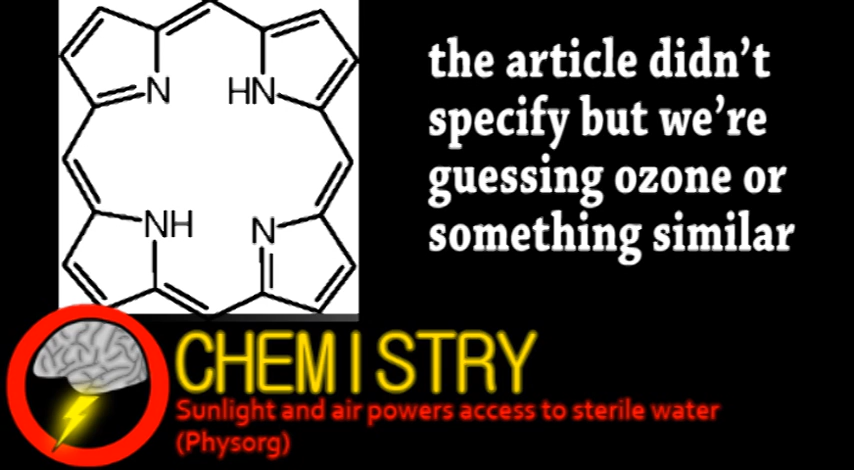 N
HN
NH
N
the article didn't
specify but we're
guessing ozone or
something similar
CHEMISTRY
Sunlight and air powers access to sterile water
(Physorg)